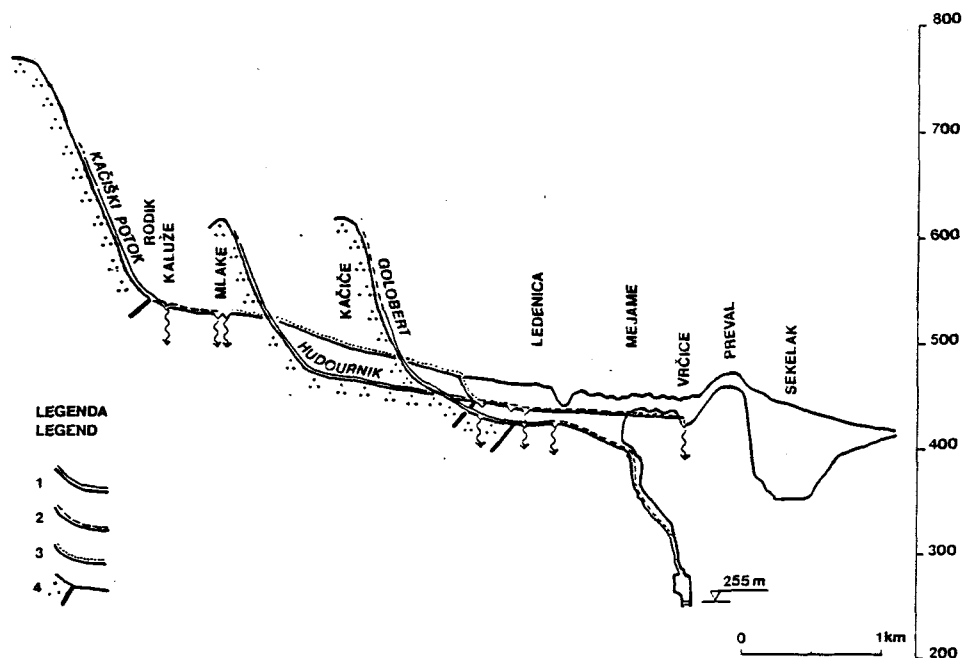 800
700
600
500
400
300
200
KAČIŠKI POTOK
RODIK
KALUŽE
MLAKE
HUDOURNIK
KAČIČE
GOLOBERT
LEDENICA
MEJAME
VRČICE
PREVAL
SEKELAK
LEGENDA
LEGEND
1
2
3
4
255 m
0 1km